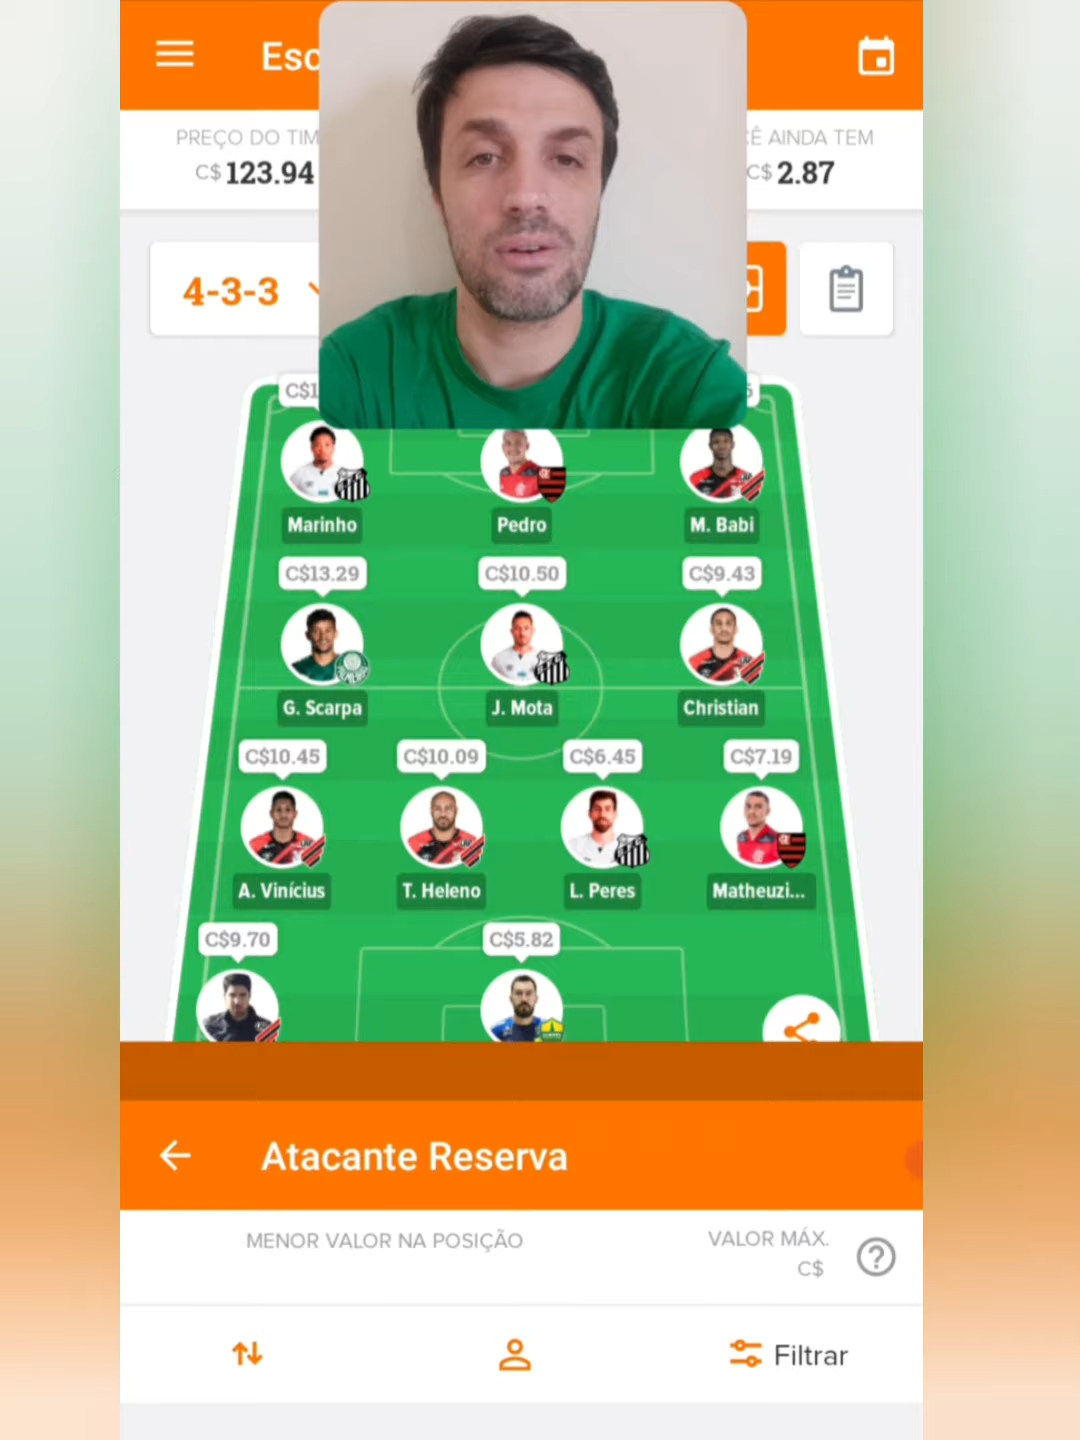 Esc
PREÇO DO TIM
C$ 123.94
Ê AINDA TEM
C$ 2.87
4-3-3
C$1
Marinho
Pedro
M. Babi
C$13.29
C$10.50
C$9.43
G. Scarpa
J. Mota
Christian
C$10.45
C$10.09
C$6.45
C$7.19
A. Vinícius
T. Heleno
L. Peres
Matheuzi...
C$9.70
C$5.82
Atacante Reserva
MENOR VALOR NA POSIÇÃO
VALOR MÁX.
C$
Filtrar